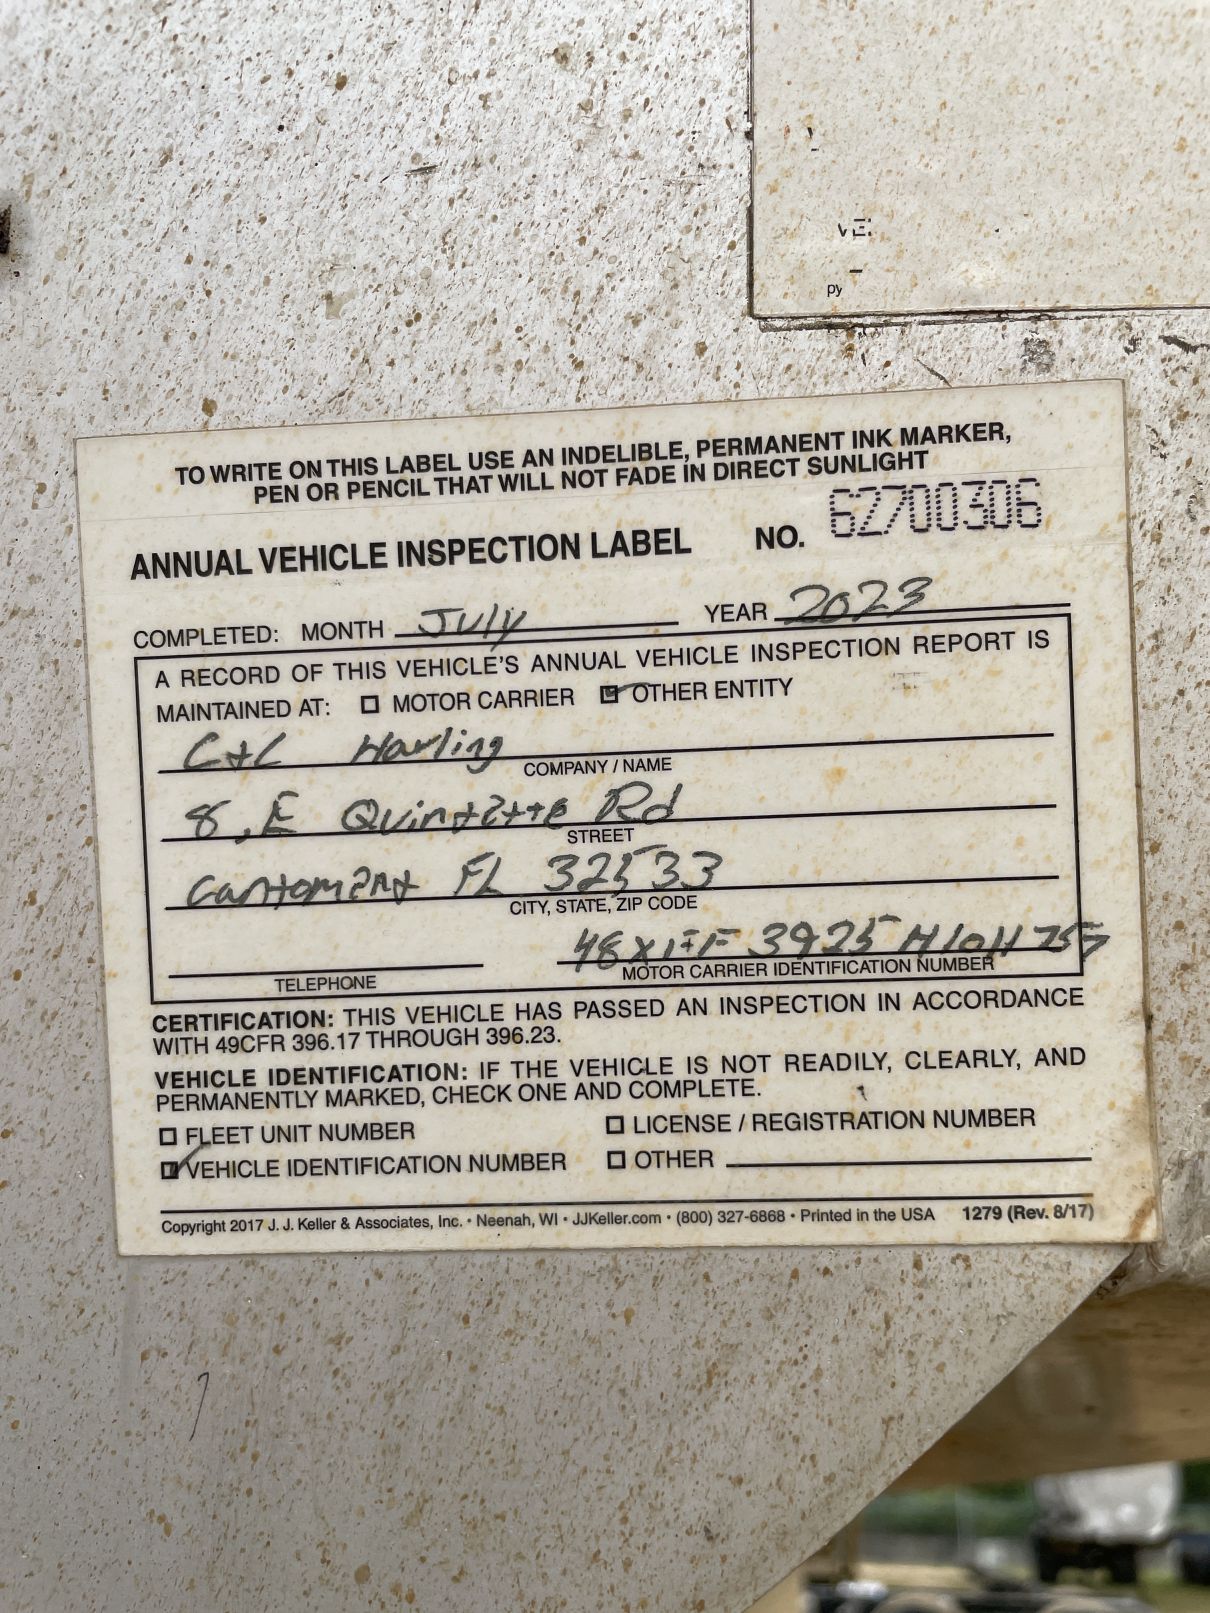 VE:
py
TO WRITE ON THIS LABEL USE AN INDELIBLE, PERMANENT INK MARKER,
PEN OR PENCIL THAT WILL NOT FADE IN DIRECT SUNLIGHT
ANNUAL VEHICLE INSPECTION LABEL NO. 62700306
COMPLETED: MONTH July YEAR 2023
A RECORD OF THIS VEHICLE'S ANNUAL VEHICLE INSPECTION REPORT IS
MAINTAINED AT: MOTOR CARRIER OTHER ENTITY
C+C Hauling
COMPANY / NAME
8, E Quintette Rd
STREET
Cantoment FL 32533
CITY, STATE, ZIP CODE
TELEPHONE
MOTOR CARRIER IDENTIFICATION NUMBER
CERTIFICATION: THIS VEHICLE HAS PASSED AN INSPECTION IN ACCORDANCE
WITH 49CFR 396.17 THROUGH 396.23.
VEHICLE IDENTIFICATION: IF THE VEHICLE IS NOT READILY, CLEARLY, AND
PERMANENTLY MARKED, CHECK ONE AND COMPLETE.
FLEET UNIT NUMBER LICENSE / REGISTRATION NUMBER
VEHICLE IDENTIFICATION NUMBER OTHER
Copyright 2017 J. J. Keller & Associates, Inc. • Neenah, WI • JJKeller.com • (800) 327-6868 • Printed in the USA 1279 (Rev. 8/17)